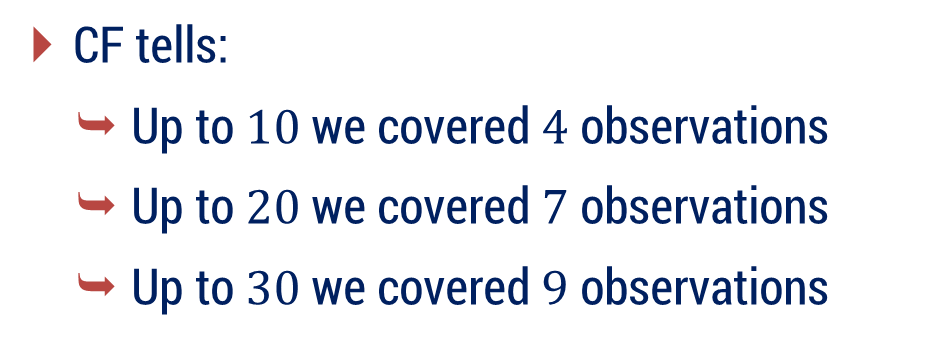 CF tells:
Up to 10 we covered 4 observations
Up to 20 we covered 7 observations
Up to 30 we covered 9 observations